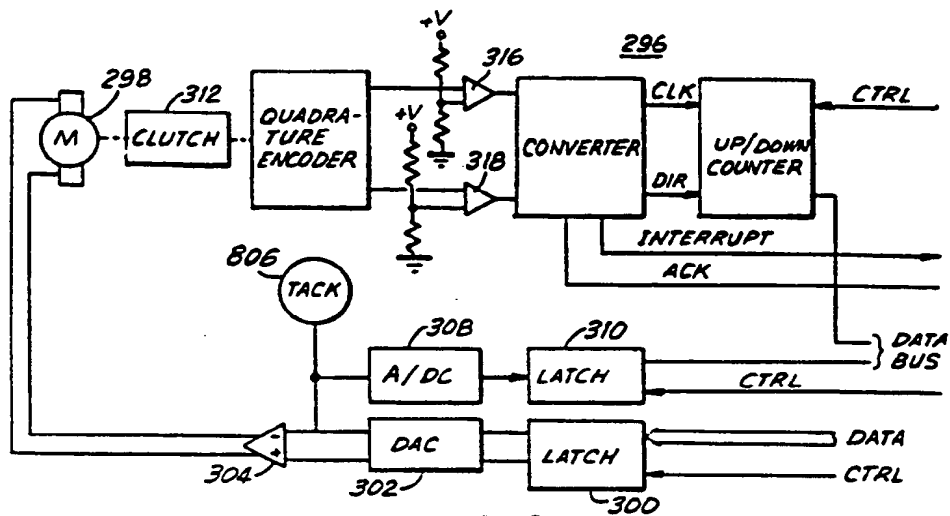 +V
316
296
298
312
CLK
CTRL
M
CLUTCH
QUADRA-
TURE
ENCODER
+V
CONVERTER
UP/DOWN
COUNTER
318
DIR
INTERRUPT
ACK
806
TACK
308
310
DATA
BUS
A/DC
LATCH
CTRL
-
+
DAC
LATCH
DATA
304
302
CTRL
300